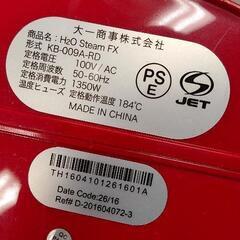 大一商事株式会社
商品名：H2O Steam FX
形式 KB-009A-RD
定格電圧 100V/AC
定格周波数 50-60Hz
定格消費電力 1350W
温度ヒューズ 定格動作温度 184℃
MADE IN CHINA
PS
E
JET
TH1604101261601A
Date Code:26/16
Ref# D-201604072-3
QC